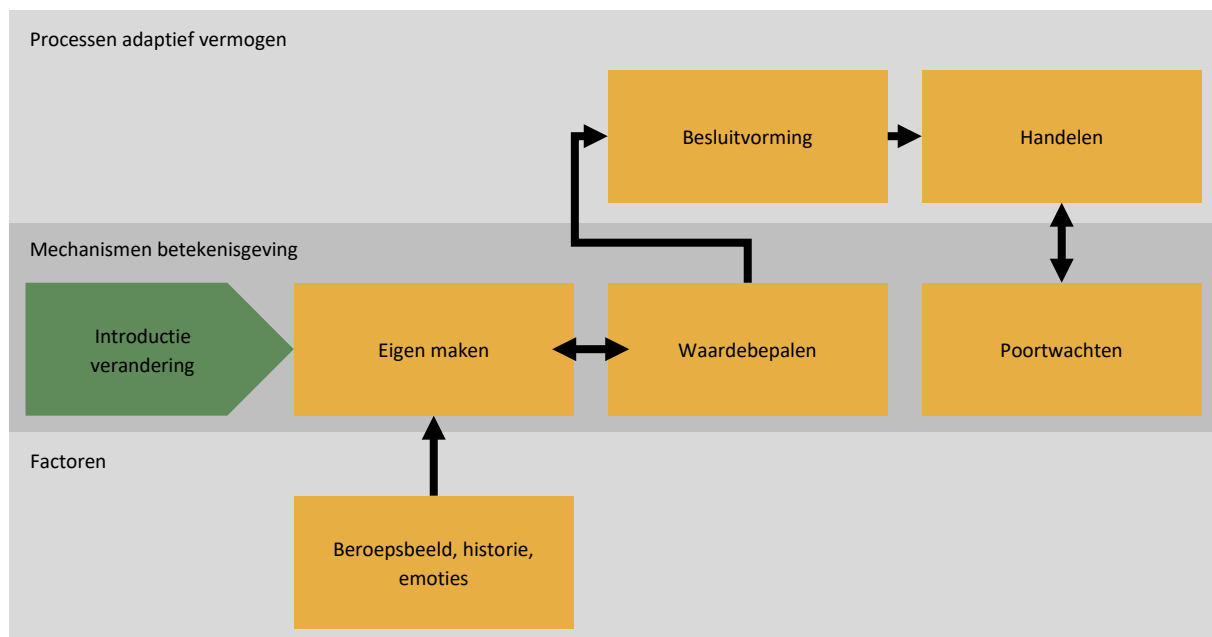 Processen adaptief vermogen
Besluitvorming
Handelen
Mechanismen betekenisgeving
Introductie
verandering
Eigen maken
Waardebepalen
Poortwachten
Factoren
Beroepsbeeld, historie,
emoties